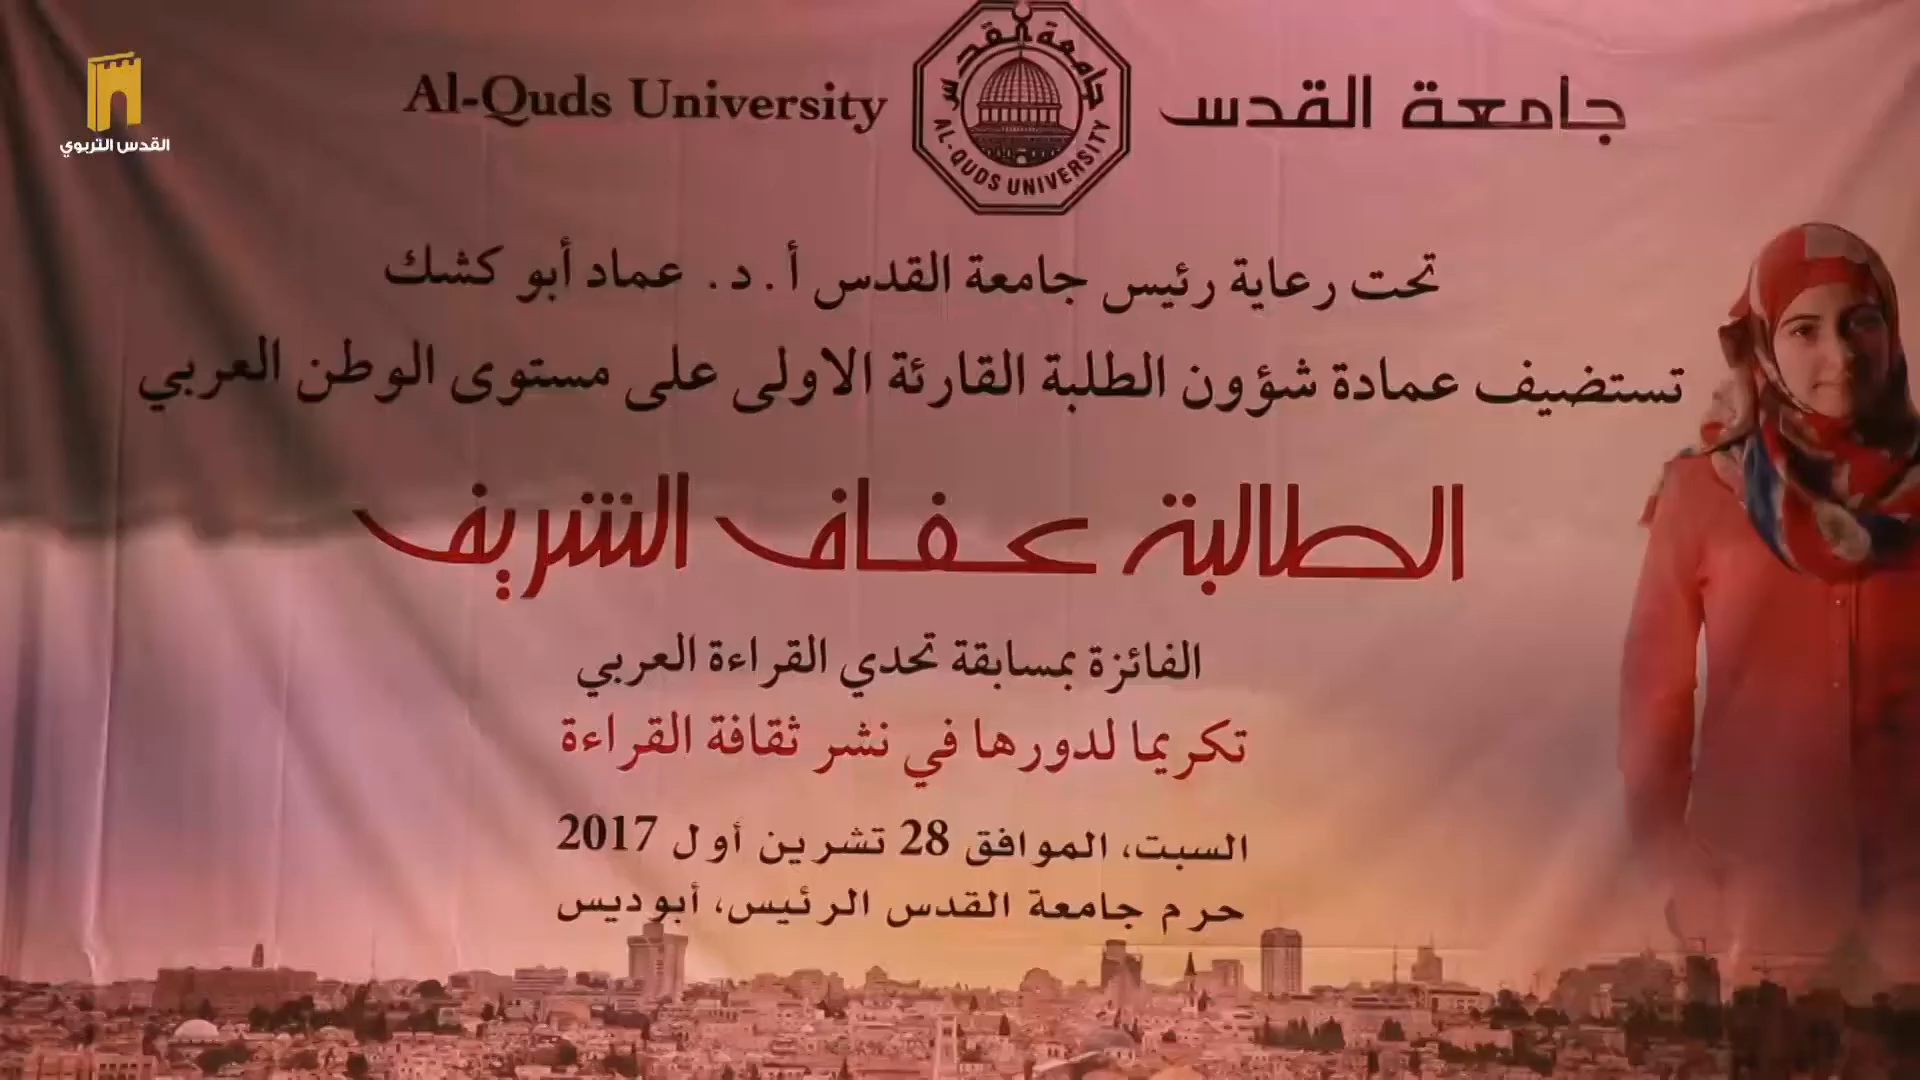 القدس التربوي
Al-Quds University
جامعة القدس
جامعة القدس
AL-QUDS UNIVERSITY
تحت رعاية رئيس جامعة القدس أ.د. عماد أبو كشك
تستضيف عمادة شؤون الطلبة القارئة الاولى على مستوى الوطن العربي
الطالبة عفاف الشريف
الفائزة بمسابقة تحدي القراءة العربي
تكريما لدورها في نشر ثقافة القراءة
السبت، الموافق 28 تشرين أول 2017
حرم جامعة القدس الرئيس، أبوديس